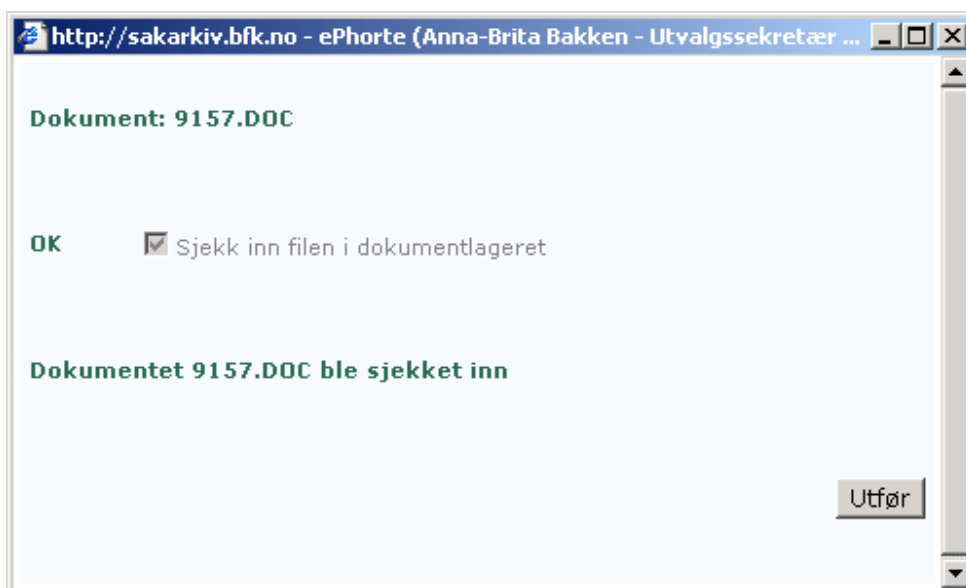 http://sakarkiv.bfk.no - ePhorte (Anna-Brita Bakken - Utvalgssekretær ...
Dokument: 9157.DOC
OK Sjekk inn filen i dokumentlageret
Dokumentet 9157.DOC ble sjekket inn
Utfør